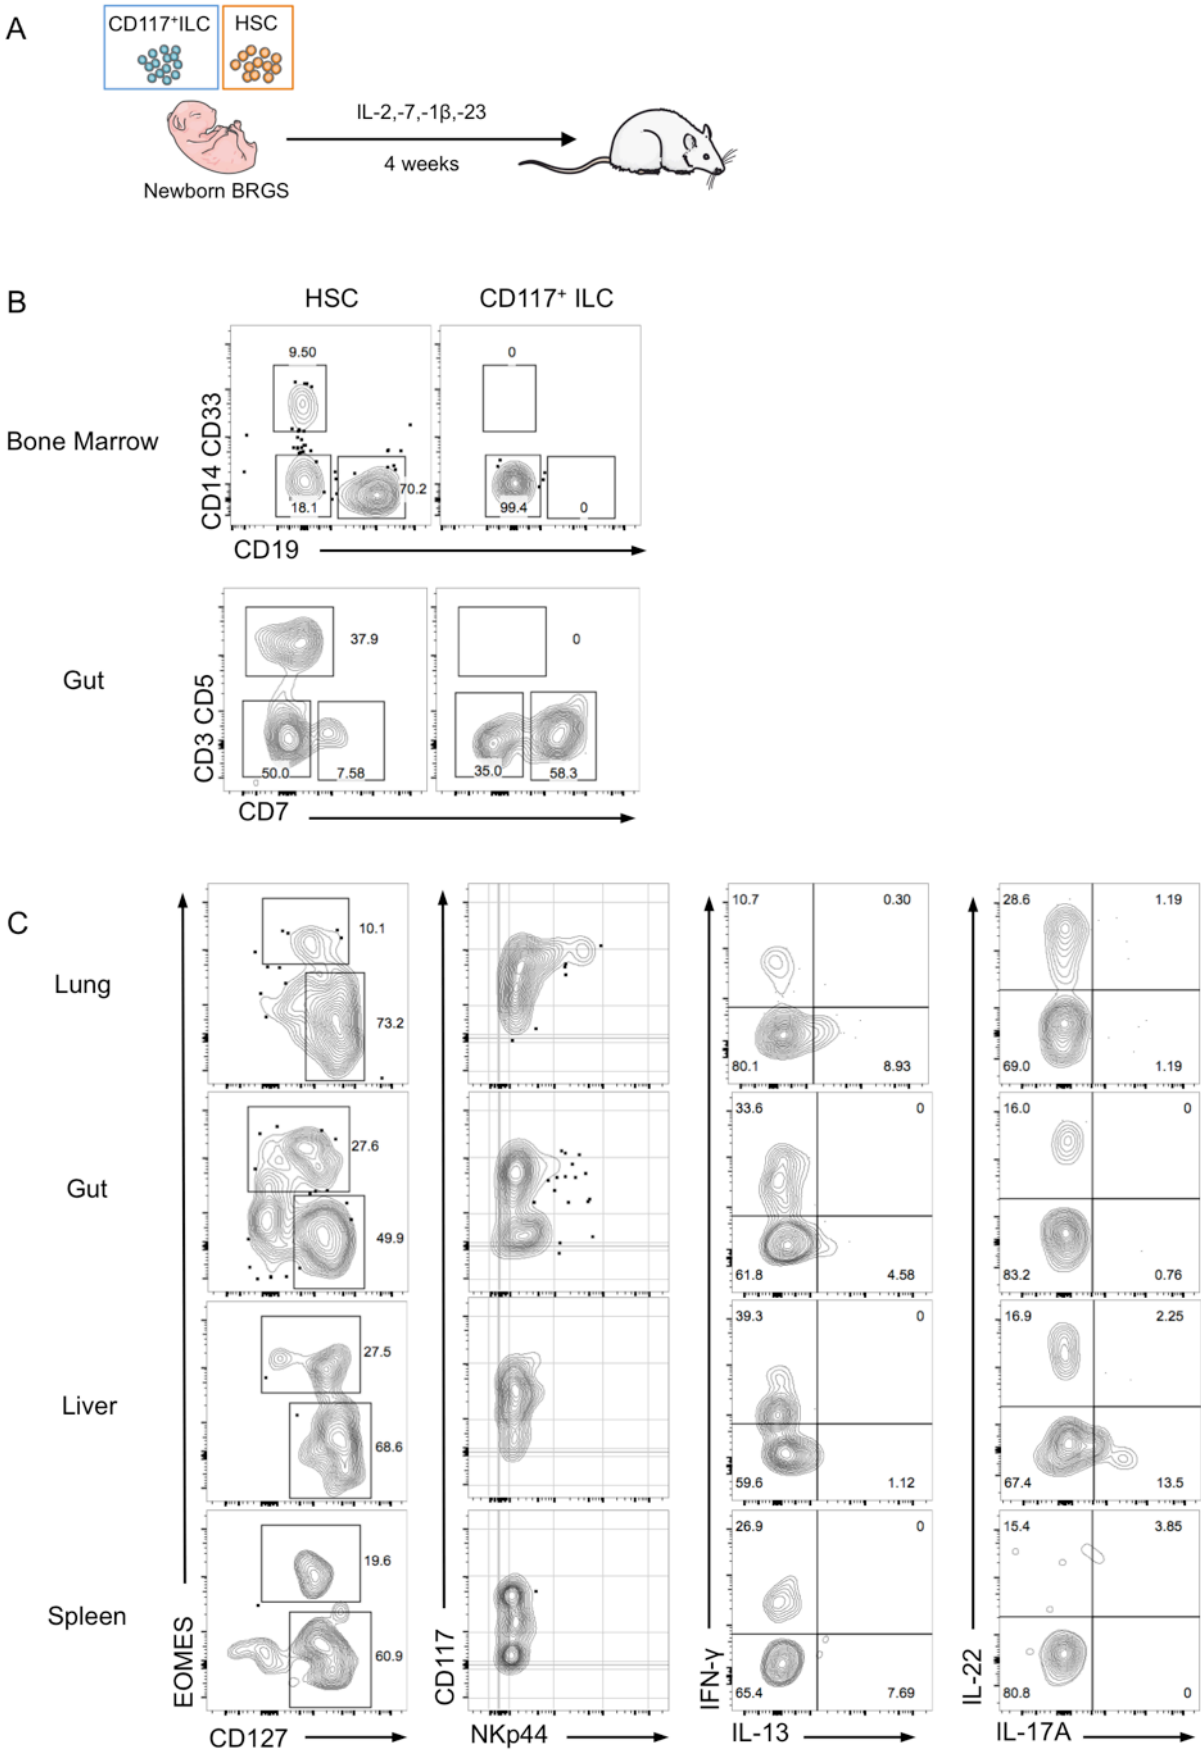 A
CD117+ILC HSC
IL-2,-7,-1β,-23
4 weeks
Newborn BRGS
B
HSC CD117+ ILC
Bone Marrow
CD14 CD33
9.50 0
70.2
18.1 99.4 0
CD19
Gut
CD3 CD5
37.9 0
50.0 7.58 35.0 58.3
0
CD7
C
Lung
10.1
73.2
10.7 0.30
80.1 8.93
28.6 1.19
69.0 1.19
Gut
27.6
49.9
33.6 0
61.8 4.58
16.0 0
83.2 0.76
Liver
27.5
68.6
39.3 0
59.6 1.12
16.9 2.25
67.4 13.5
Spleen
19.6
60.9
26.9 0
65.4 7.69
15.4 3.85
80.8 0
EOMES
CD127
CD117
NKp44
IFN-γ
IL-13
IL-22
IL-17A